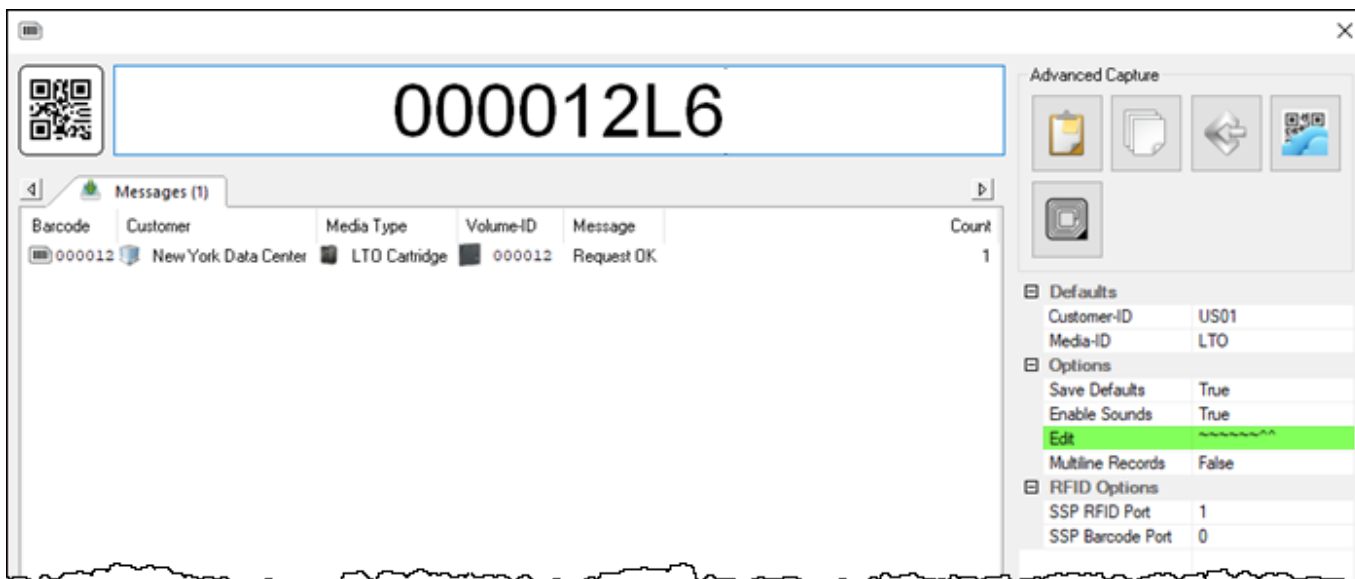 000012L6
Messages (1)
Barcode Customer Media Type Volume-ID Message Count
000012 New York Data Center LTO Cartridge 000012 Request OK 1
Advanced Capture
Defaults
Customer-ID US01
Media-ID LTO
Options
Save Defaults True
Enable Sounds True
Edit ~~~~~~^^
Multiline Records False
RFID Options
SSP RFID Port 1
SSP Barcode Port 0